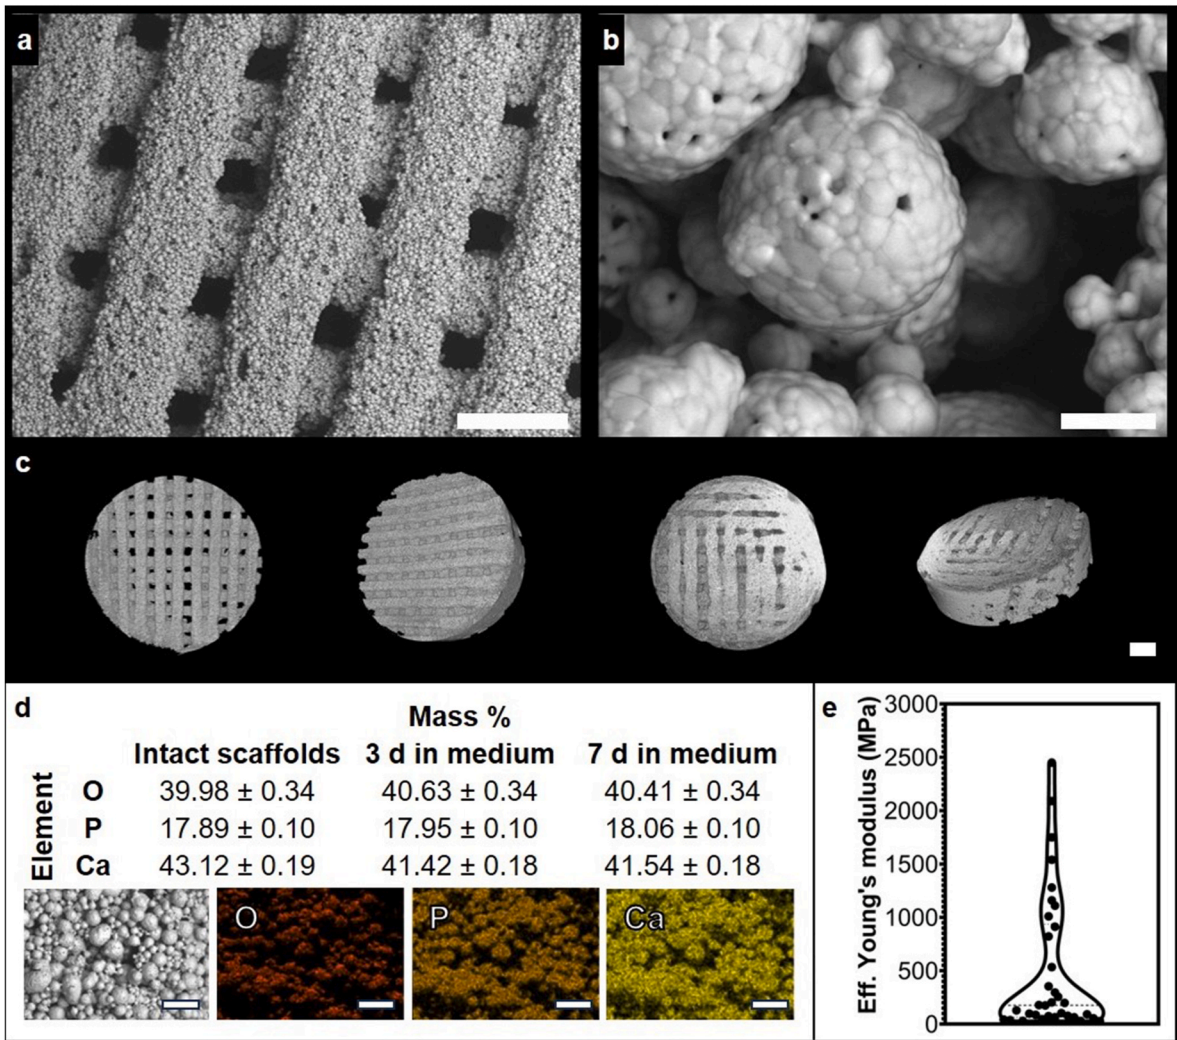 a
b
c
d
Mass %
Intact scaffolds 3 d in medium 7 d in medium
Element
O 39.98 ± 0.34 40.63 ± 0.34 40.41 ± 0.34
P 17.89 ± 0.10 17.95 ± 0.10 18.06 ± 0.10
Ca 43.12 ± 0.19 41.42 ± 0.18 41.54 ± 0.18
O
P
Ca
e
Eff. Young's modulus (MPa)
3000
2500
2000
1500
1000
500
0